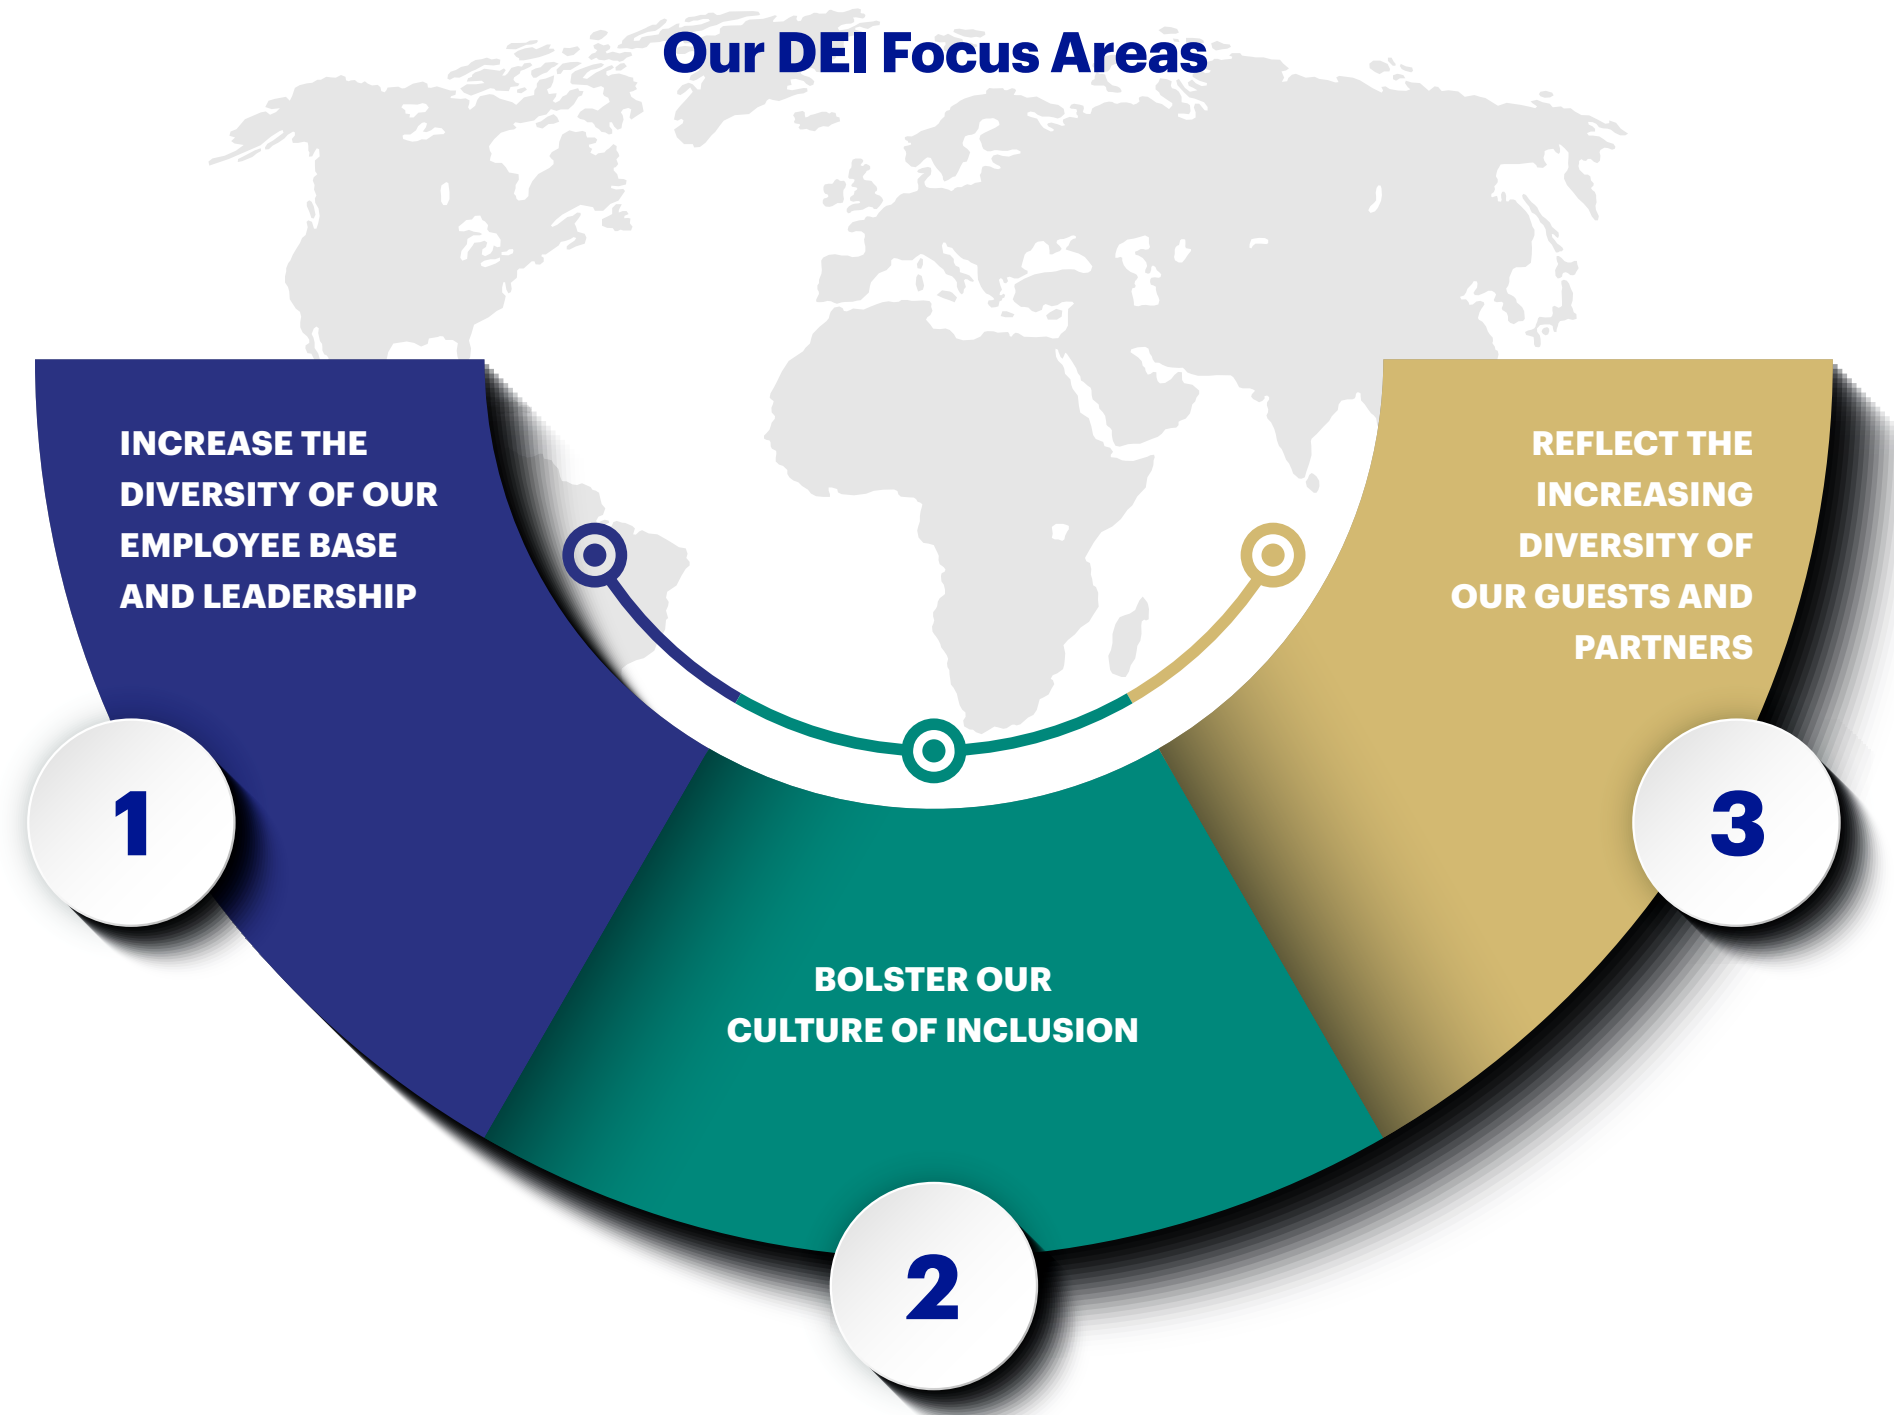 Our DEI Focus Areas
INCREASE THE
DIVERSITY OF OUR
EMPLOYEE BASE
AND LEADERSHIP
1
BOLSTER OUR
CULTURE OF INCLUSION
2
REFLECT THE
INCREASING
DIVERSITY OF
OUR GUESTS AND
PARTNERS
3